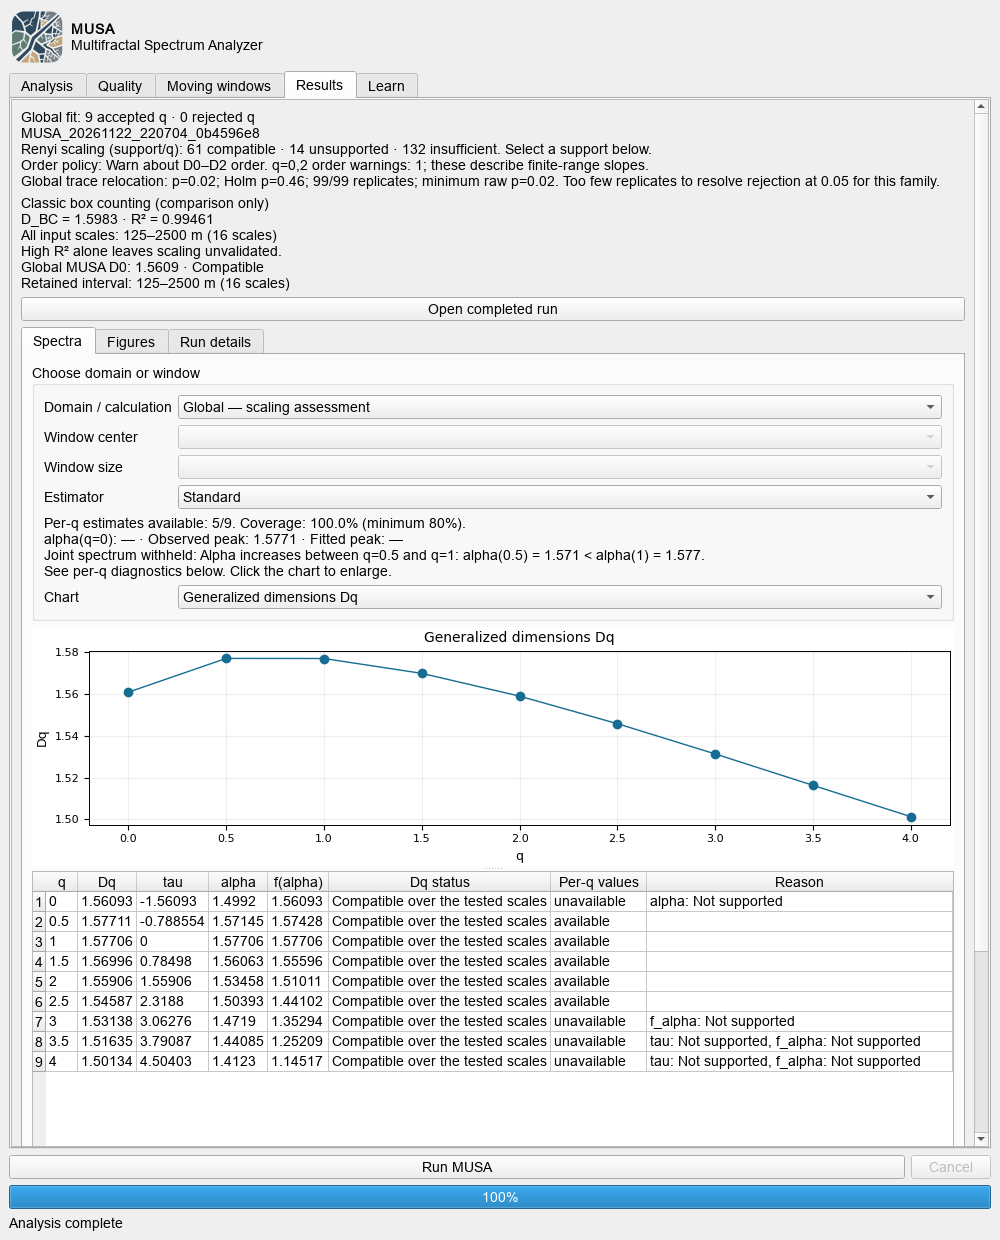 MUSA
Multifractal Spectrum Analyzer
Analysis Quality Moving windows Results Learn
Global fit: 9 accepted q · 0 rejected q
MUSA_20261122_220704_0b4596e8
Renyi scaling (support/q): 61 compatible · 14 unsupported · 132 insufficient. Select a support below.
Order policy: Warn about D0–D2 order. q=0,2 order warnings: 1; these describe finite-range slopes.
Global trace relocation: p=0.02; Holm p=0.46; 99/99 replicates; minimum raw p=0.02. Too few replicates to resolve rejection at 0.05 for this family.
Classic box counting (comparison only)
D_BC = 1.5983 · R² = 0.99461
All input scales: 125–2500 m (16 scales)
High R² alone leaves scaling unvalidated.
Global MUSA D0: 1.5609 · Compatible
Retained interval: 125–2500 m (16 scales)
Open completed run
Spectra Figures Run details
Choose domain or window
Domain / calculation Global — scaling assessment
Window center
Window size
Estimator Standard
Per-q estimates available: 5/9. Coverage: 100.0% (minimum 80%).
alpha(q=0): — · Observed peak: 1.5771 · Fitted peak: —
Joint spectrum withheld: Alpha increases between q=0.5 and q=1: alpha(0.5) = 1.571 < alpha(1) = 1.577.
See per-q diagnostics below. Click the chart to enlarge.
Chart Generalized dimensions Dq
Generalized dimensions Dq
1.58
1.56
1.54
1.52
1.50
Dq
0.0 0.5 1.0 1.5 2.0 2.5 3.0 3.5 4.0
q
q Dq tau alpha f(alpha) Dq status Per-q values Reason
1 0 1.56093 -1.56093 1.4992 1.56093 Compatible over the tested scales unavailable alpha: Not supported
2 0.5 1.57711 -0.788554 1.57145 1.57428 Compatible over the tested scales available
3 1 1.57706 0 1.57706 1.57706 Compatible over the tested scales available
4 1.5 1.56996 0.78498 1.56063 1.55596 Compatible over the tested scales available
5 2 1.55906 1.55906 1.53458 1.51011 Compatible over the tested scales available
6 2.5 1.54587 2.3188 1.50393 1.44102 Compatible over the tested scales available
7 3 1.53138 3.06276 1.4719 1.35294 Compatible over the tested scales unavailable f_alpha: Not supported
8 3.5 1.51635 3.79087 1.44085 1.25209 Compatible over the tested scales unavailable tau: Not supported, f_alpha: Not supported
9 4 1.50134 4.50403 1.4123 1.14517 Compatible over the tested scales unavailable tau: Not supported, f_alpha: Not supported
Run MUSA Cancel
100%
Analysis complete